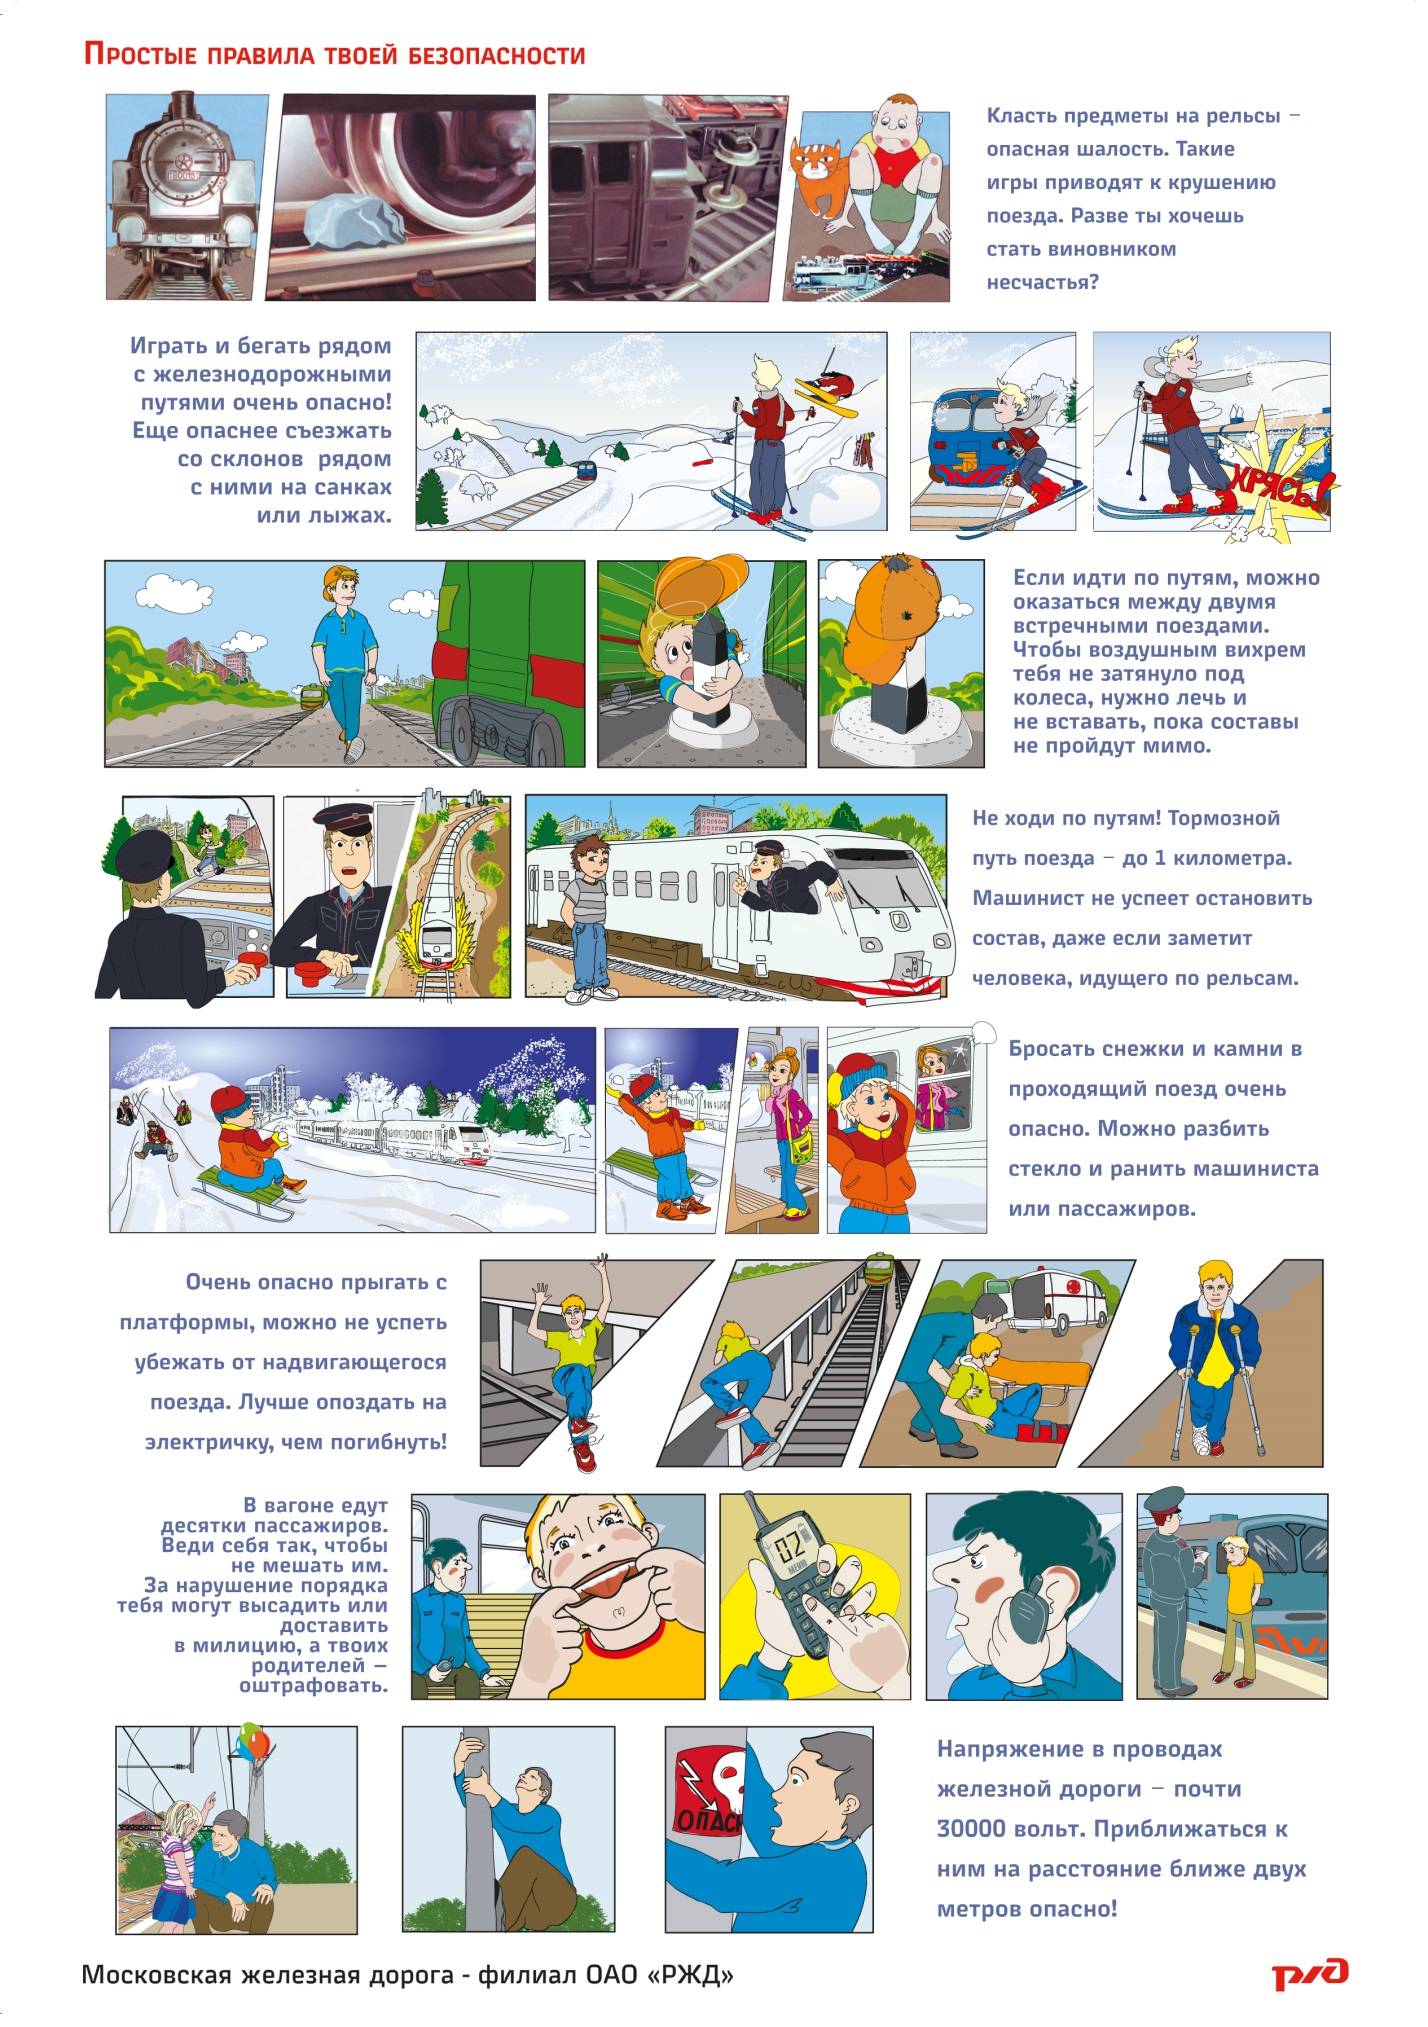 Простые правила твоей безопасности
Класть предметы на рельсы –
опасная шалость. Такие
игры приводят к крушению
поезда. Разве ты хочешь
стать виновником
несчастья?
Играть и бегать рядом
с железнодорожными
путями очень опасно!
Еще опаснее съезжать
со склонов рядом
с ними на санках
или лыжах.
ХРЯСЬ!
Если идти по путям, можно
оказаться между двумя
встречными поездами.
Чтобы воздушным вихрем
тебя не затянуло под
колеса, нужно лечь и
не вставать, пока составы
не пройдут мимо.
Не ходи по путям! Тормозной
путь поезда – до 1 километра.
Машинист не успеет остановить
состав, даже если заметит
человека, идущего по рельсам.
Бросать снежки и камни в
проходящий поезд очень
опасно. Можно разбить
стекло и ранить машиниста
или пассажиров.
Очень опасно прыгать с
платформы, можно не успеть
убежать от надвигающегося
поезда. Лучше опоздать на
электричку, чем погибнуть!
В вагоне едут
десятки пассажиров.
Веди себя так, чтобы
не мешать им.
За нарушение порядка
тебя могут высадить или
доставить
в милицию, а твоих
родителей –
оштрафовать.
02
МЕНЮ
ОПАСН
Напряжение в проводах
железной дороги – почти
30000 вольт. Приближаться к
ним на расстояние ближе двух
метров опасно!
Московская железная дорога - филиал ОАО «РЖД»
РЖД